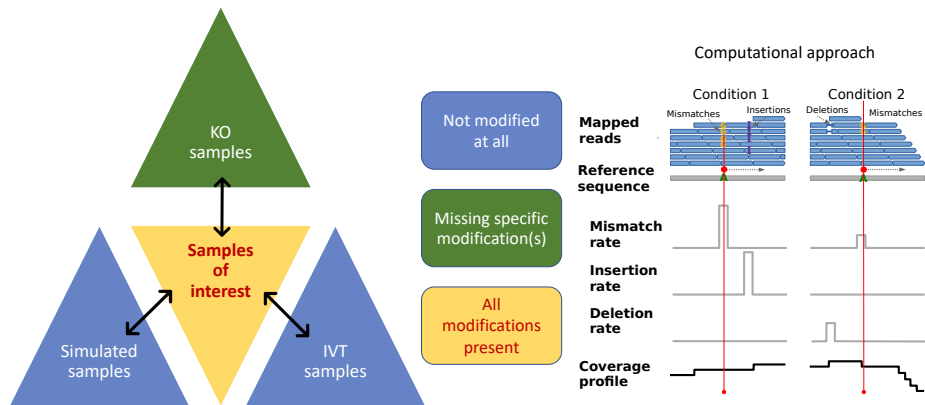 KO
samples
Samples
of
interest
Simulated
samples
IVT
samples
Not modified
at all
Missing specific
modification(s)
All
modifications
present
Computational approach
Condition 1
Condition 2
Mismatches
Insertions
Deletions
Mismatches
Mapped
reads
Reference
sequence
A
A
Mismatch
rate
Insertion
rate
Deletion
rate
Coverage
profile